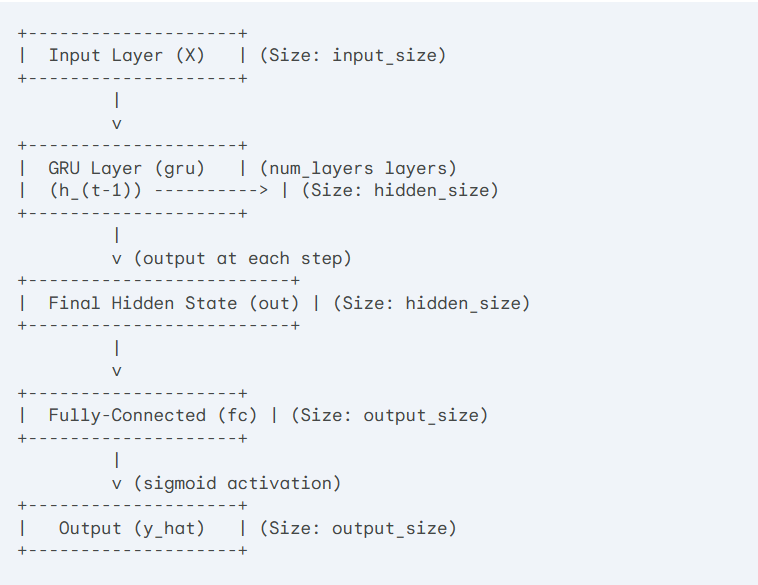 +--------------------+
|  Input Layer (X)   | (Size: input_size)
+--------------------+
         |
         v
+--------------------+
|  GRU Layer (gru)   | (num_layers layers)
|  (h_(t-1)) ----------> | (Size: hidden_size)
+--------------------+
         |
         v (output at each step)
+-------------------------+
|  Final Hidden State (out) | (Size: hidden_size)
+-------------------------+
         |
         v
+--------------------+
|  Fully-Connected (fc) | (Size: output_size)
+--------------------+
         |
         v (sigmoid activation)
+--------------------+
|   Output (y_hat)   | (Size: output_size)
+--------------------+